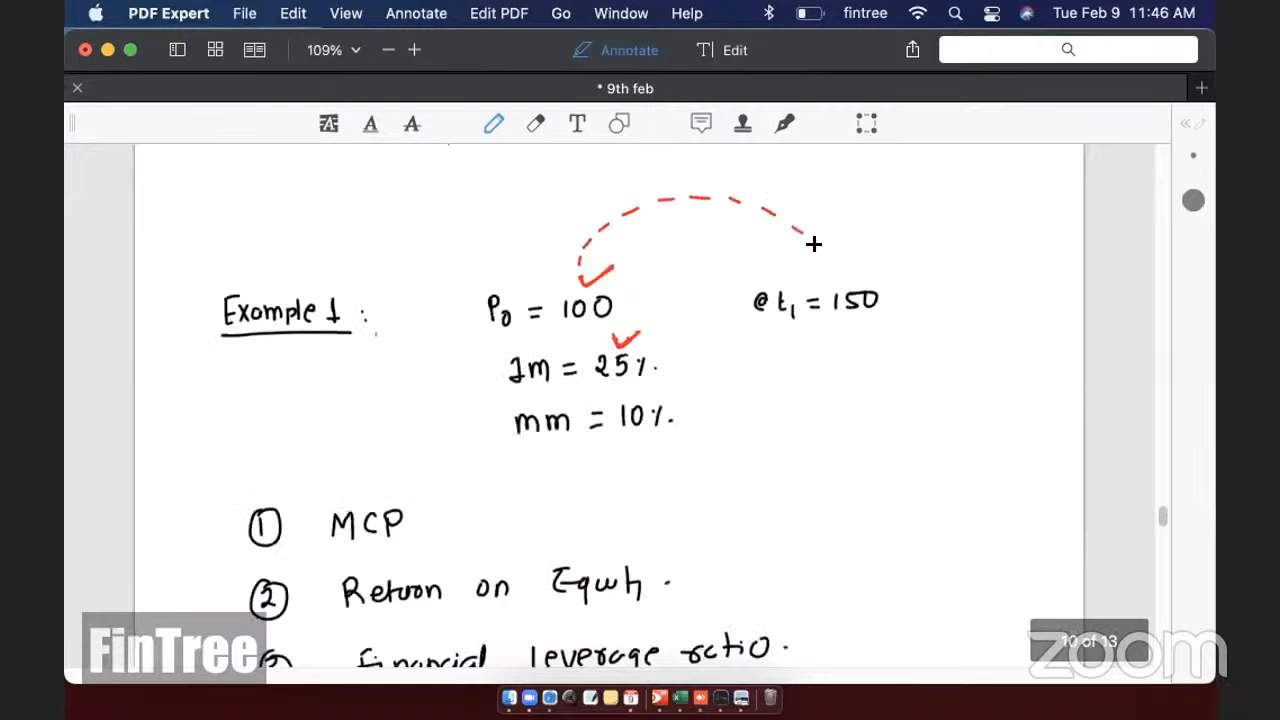 PDF Expert File Edit View Annotate Edit PDF Go Window Help fintree Tue Feb 9 11:46 AM
109% Annotate T Edit
* 9th feb
A A A T
Example 1 : P0 = 100 @ t1 = 150
Im = 25%.
mm = 10%.
1 MCP
2 Return on Equity.
3 financial leverage ratio.
FinTree
10 of 13
zoom
9